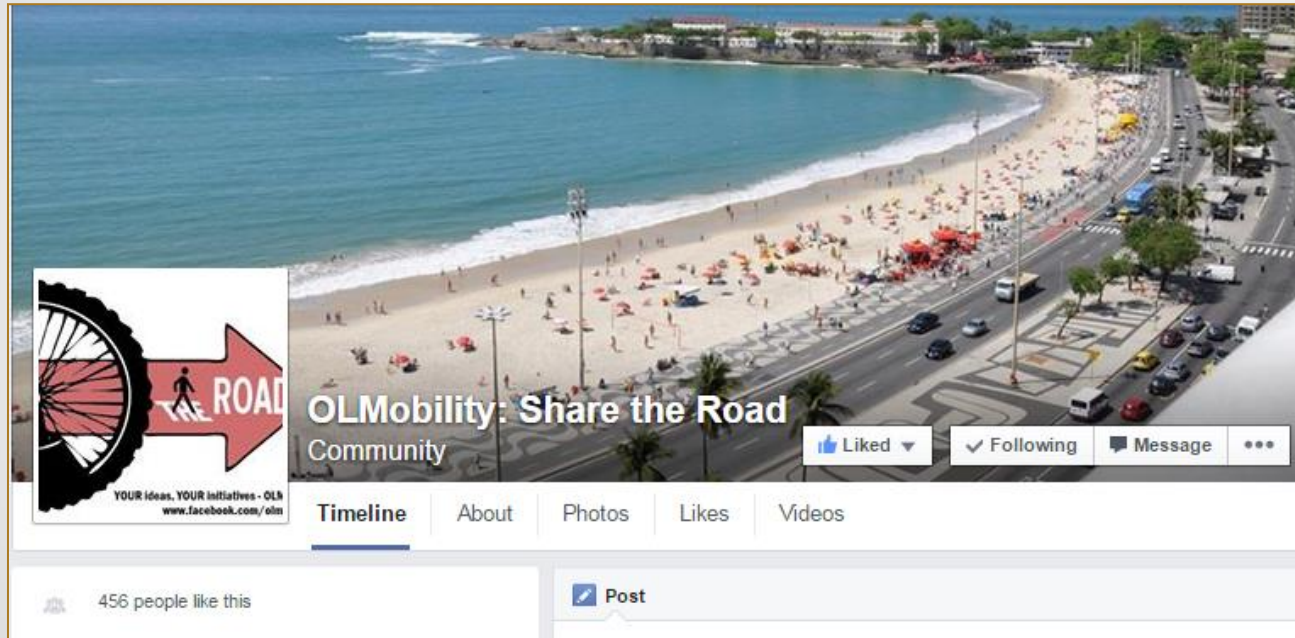 THE ROAD
YOUR ideas, YOUR initiatives - OLM
www.facebook.com/olm
OLMobility: Share the Road
Community
Liked
Following
Message
Timeline
About
Photos
Likes
Videos
456 people like this
Post